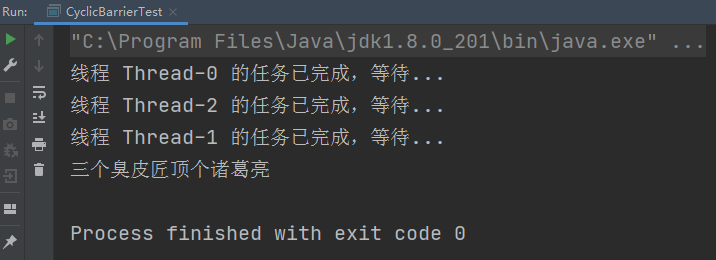 Run: CyclicBarrierTest ×
"C:\Program Files\Java\jdk1.8.0_201\bin\java.exe" ...
线程 Thread-0 的任务已完成，等待...
线程 Thread-2 的任务已完成，等待...
线程 Thread-1 的任务已完成，等待...
三个臭皮匠顶个诸葛亮
Process finished with exit code 0